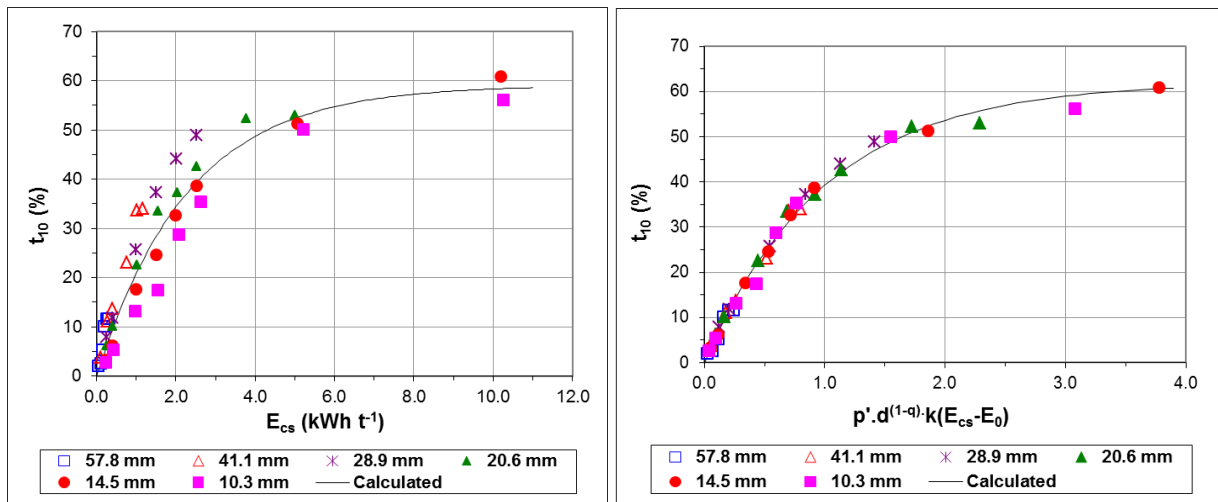 70
60
50
40
30
20
10
0
t₁₀ (%)
0.0 2.0 4.0 6.0 8.0 10.0 12.0
E_cs (kWh t⁻¹)
57.8 mm 41.1 mm 28.9 mm 20.6 mm
14.5 mm 10.3 mm Calculated
70
60
50
40
30
20
10
0
t₁₀ (%)
0.0 1.0 2.0 3.0 4.0
p'.d⁽¹⁻q⁾.k(E_cs-E₀)
57.8 mm 41.1 mm 28.9 mm 20.6 mm
14.5 mm 10.3 mm Calculated